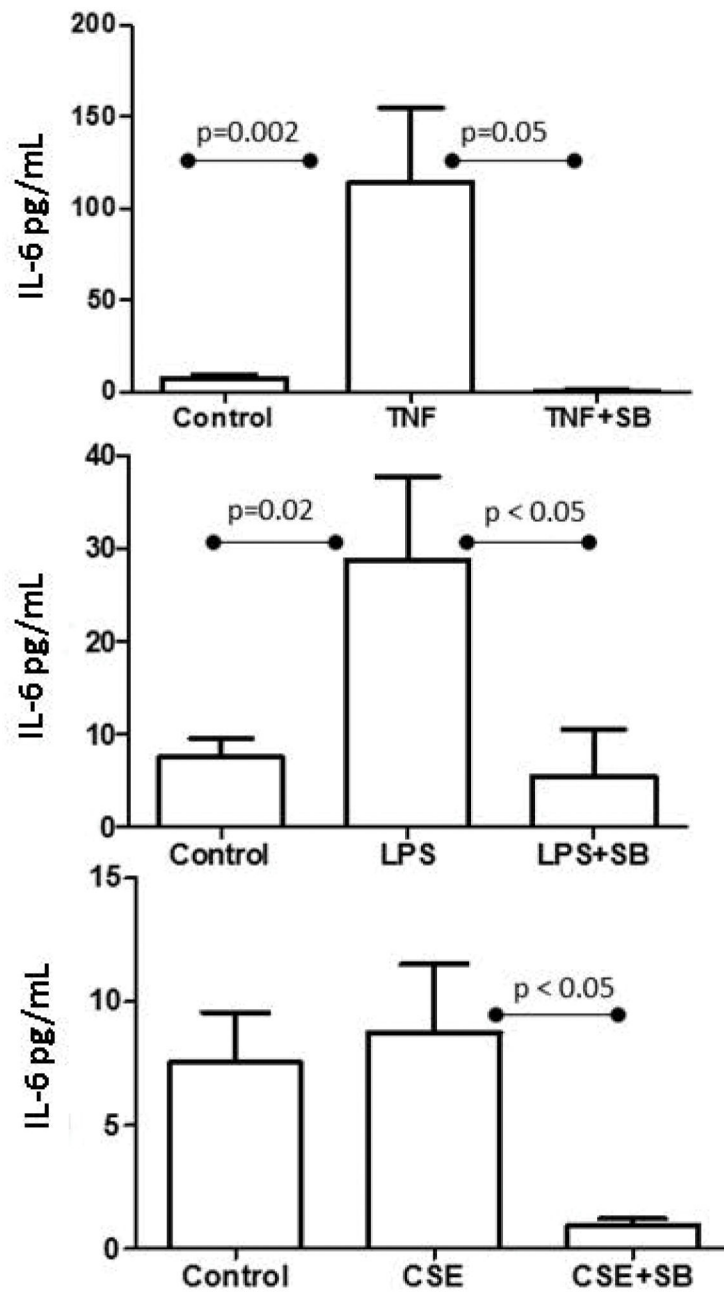 200
150
100
50
0
IL-6 pg/mL
p=0.002
p=0.05
Control TNF TNF+SB
40
30
20
10
0
IL-6 pg/mL
p=0.02
p < 0.05
Control LPS LPS+SB
15
10
5
0
IL-6 pg/mL
p < 0.05
Control CSE CSE+SB